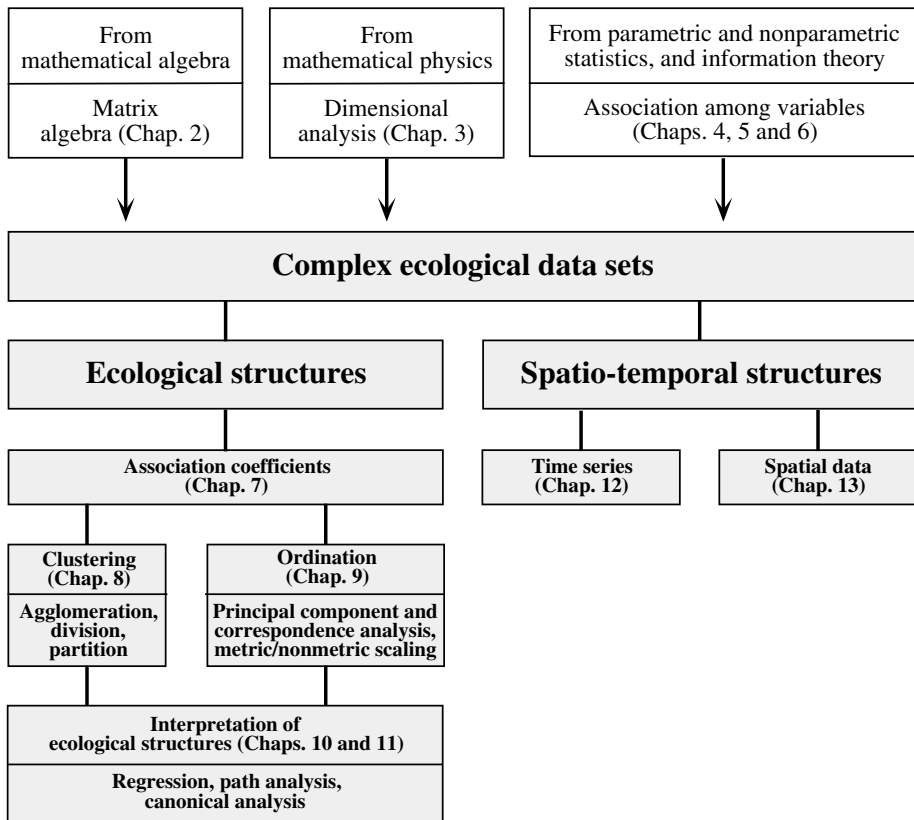 From
mathematical algebra
Matrix
algebra (Chap. 2)
From
mathematical physics
Dimensional
analysis (Chap. 3)
From parametric and nonparametric
statistics, and information theory
Association among variables
(Chaps. 4, 5 and 6)
Complex ecological data sets
Ecological structures
Spatio-temporal structures
Association coefficients
(Chap. 7)
Time series
(Chap. 12)
Spatial data
(Chap. 13)
Clustering
(Chap. 8)
Agglomeration,
division,
partition
Ordination
(Chap. 9)
Principal component and
correspondence analysis,
metric/nonmetric scaling
Interpretation of
ecological structures (Chaps. 10 and 11)
Regression, path analysis,
canonical analysis